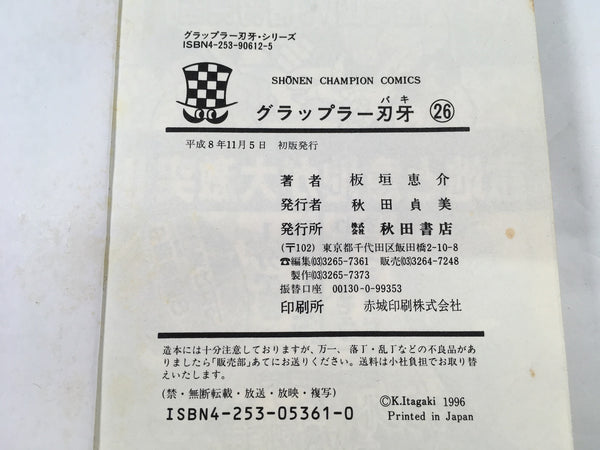 グラップラー刃牙・シリーズ
ISBN4-253-90612-5
SHŌNEN CHAMPION COMICS
グラップラー刃牙 バキ 26
平成8年11月5日 初版発行
著者 板垣恵介
発行者 秋田貞美
発行所 株式会社 秋田書店
(〒102) 東京都千代田区飯田橋2-10-8
☎編集(03)3265-7361 販売(03)3264-7248
製作(03)3265-7373
振替口座 00130-0-99353
印刷所 赤城印刷株式会社
造本には十分注意しておりますが、万一、落丁・乱丁などの不良品があ
りましたら「販売部」あてにお送りください。送料は小社負担でお取り替
えいたします。
(禁・無断転載・放送・放映・複写)
ISBN4-253-05361-0
©K.Itagaki 1996
Printed in Japan